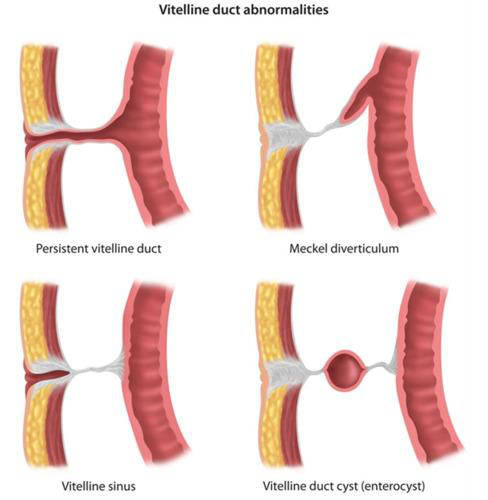 Vitelline duct abnormalities
Persistent vitelline duct
Meckel diverticulum
Vitelline sinus
Vitelline duct cyst (enterocyst)